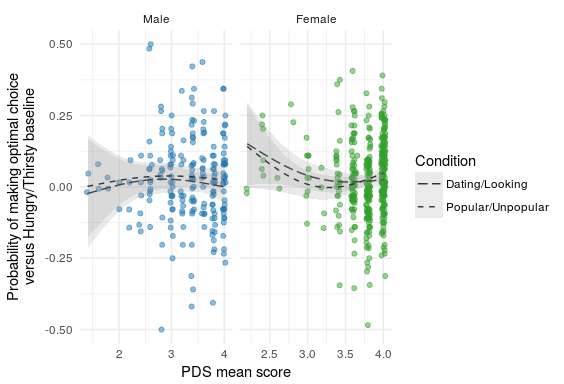 Male
Female
0.50
0.25
0.00
-0.25
-0.50
2
3
4
2.5
3.0
3.5
4.0
PDS mean score
Probability of making optimal choice
versus Hungry/Thirsty baseline
Condition
Dating/Looking
Popular/Unpopular